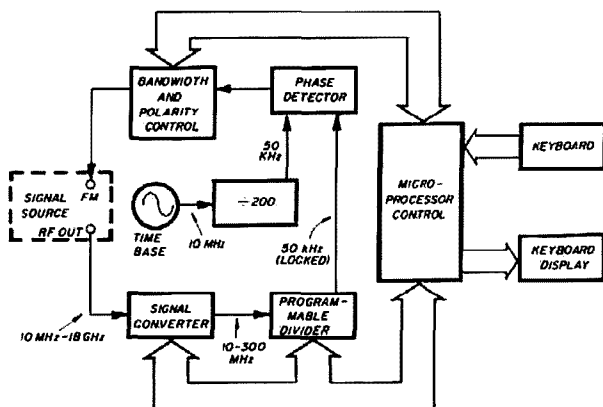 BANDWIDTH
AND
POLARITY
CONTROL
PHASE
DETECTOR
50
KHz
MICRO-
PROCESSOR
CONTROL
KEYBOARD
KEYBOARD
DISPLAY
SIGNAL
SOURCE
FM
RF OUT
TIME
BASE
10 MHz
÷200
50 kHz
(LOCKED)
10 MHz-18 GHz
SIGNAL
CONVERTER
10-300
MHz
PROGRAM-
MABLE
DIVIDER